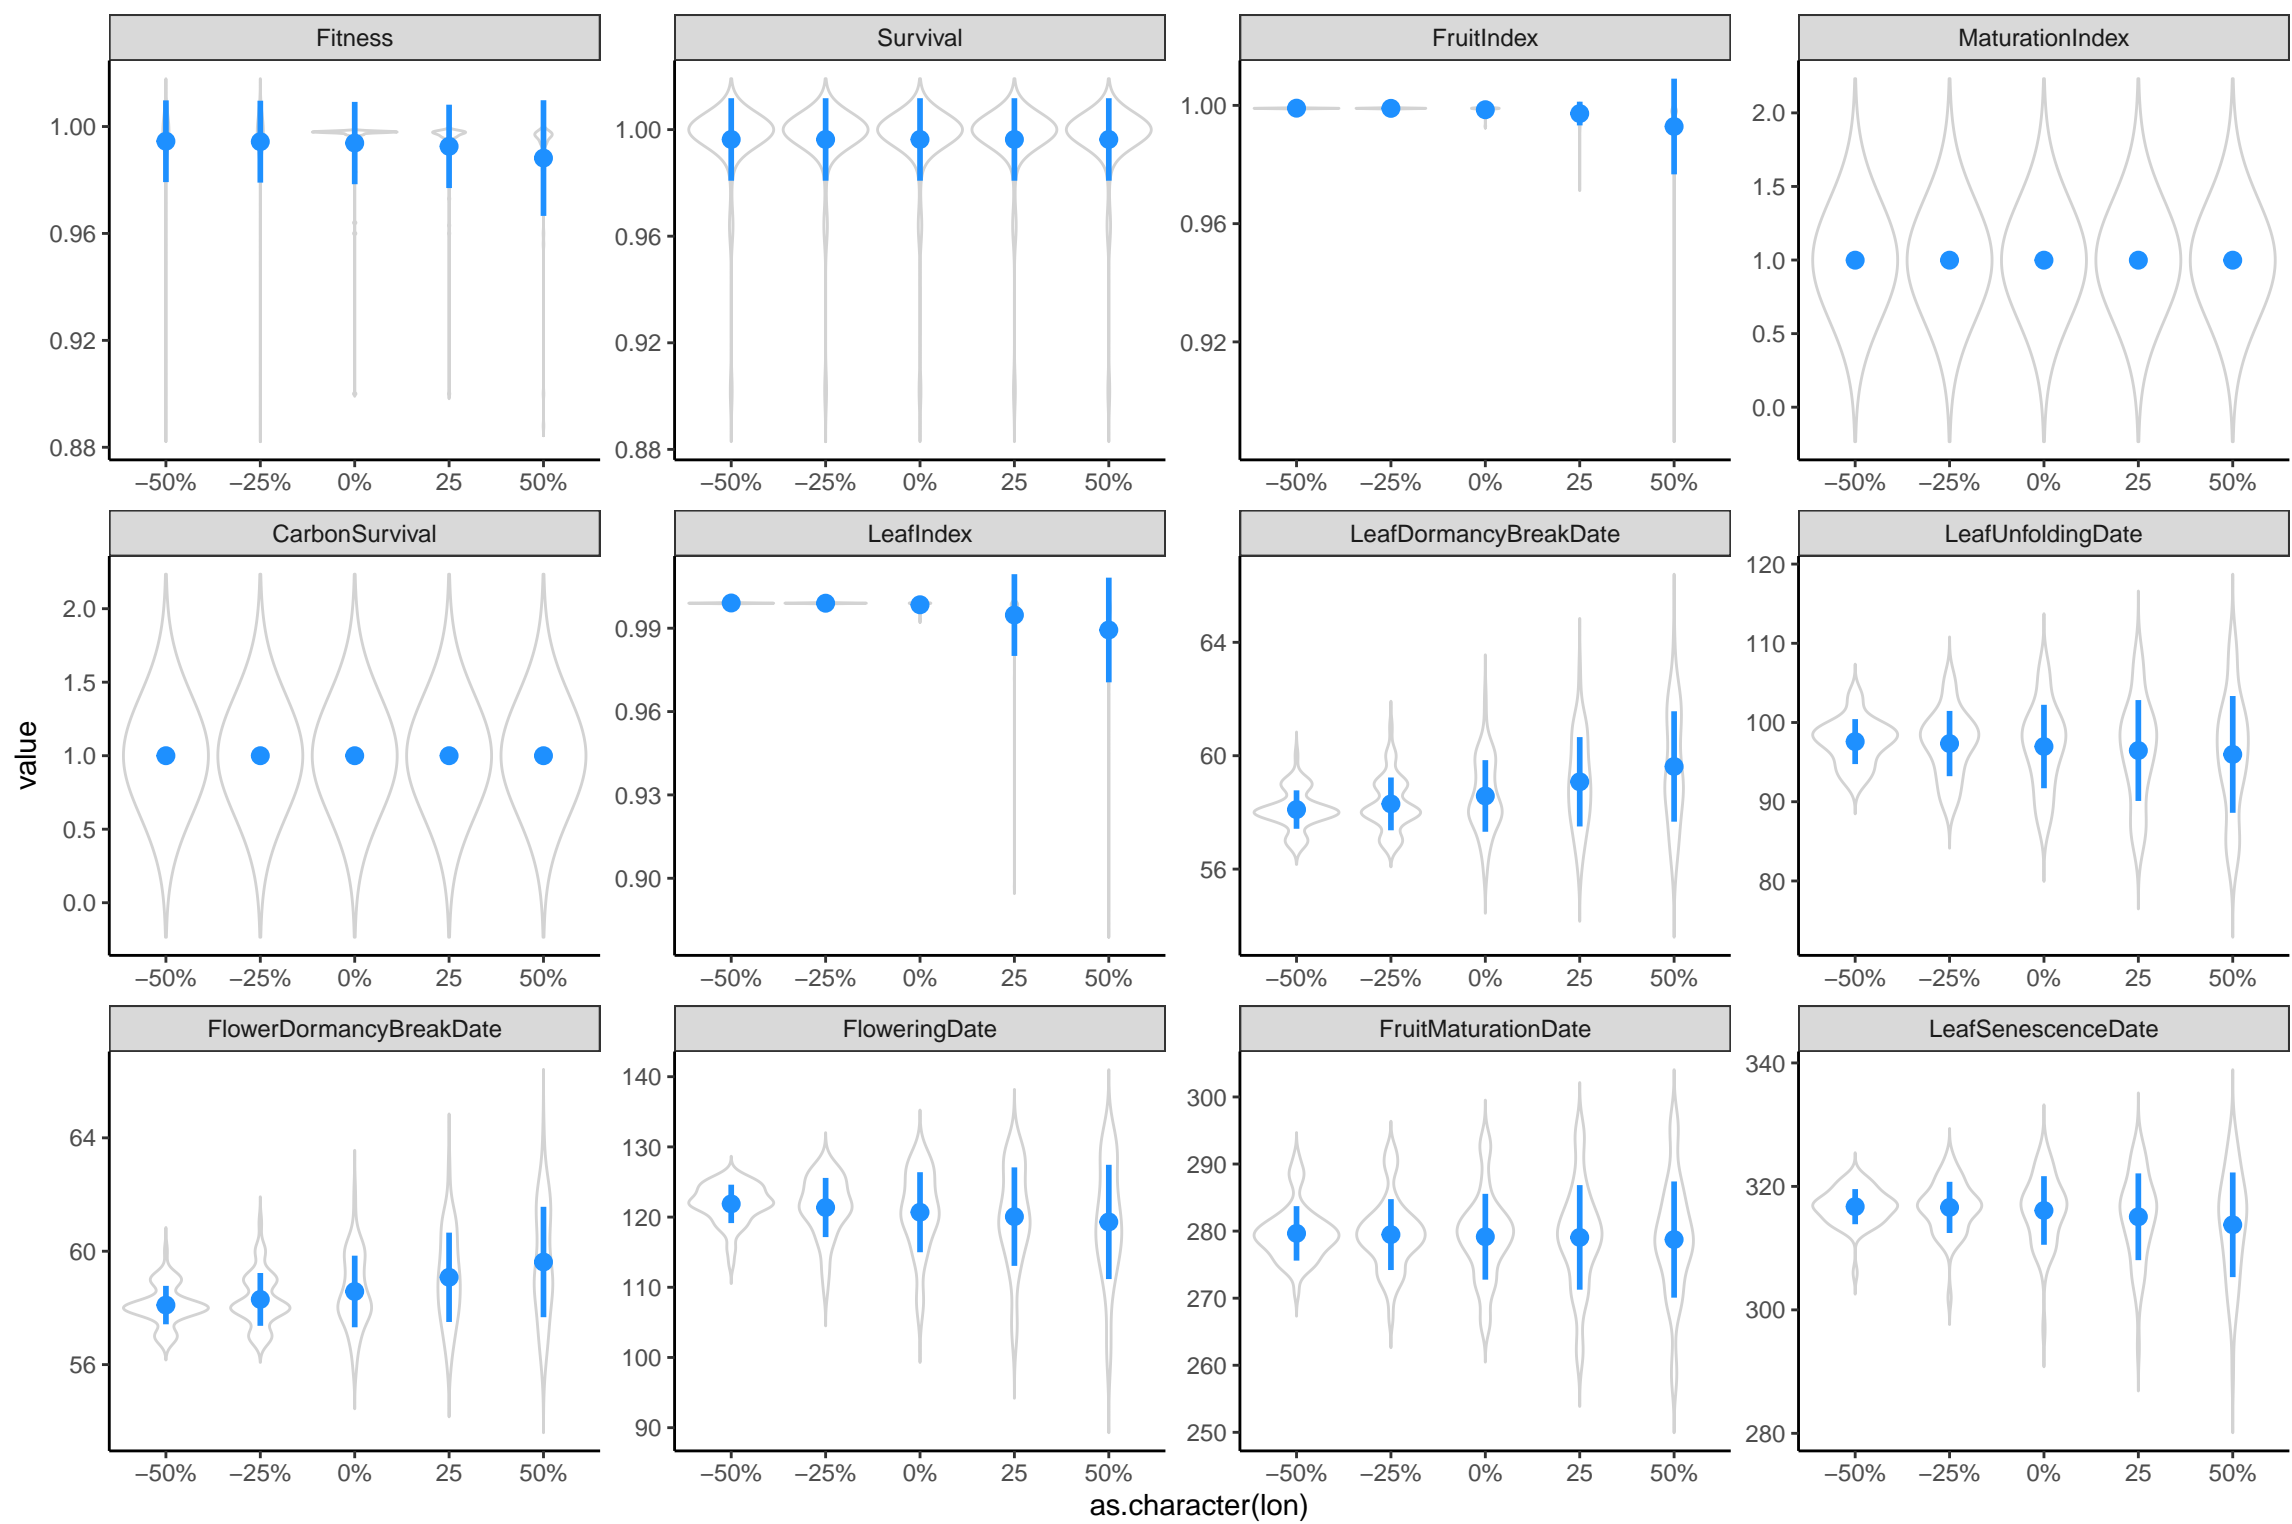 Fitness Survival FruitIndex MaturationIndex
1.00 1.00 1.00 2.0
0.96 0.96 0.96 1.5
1.0
0.92 0.92 0.92 0.5
0.0
0.88 0.88
−50% −25% 0% 25 50% −50% −25% 0% 25 50% −50% −25% 0% 25 50% −50% −25% 0% 25 50%
CarbonSurvival LeafIndex LeafDormancyBreakDate LeafUnfoldingDate
120
2.0 0.99 64 110
1.5 0.96 100
value
1.0 60
0.5 0.93 90
0.0 0.90 56 80
−50% −25% 0% 25 50% −50% −25% 0% 25 50% −50% −25% 0% 25 50% −50% −25% 0% 25 50%
FlowerDormancyBreakDate FloweringDate FruitMaturationDate LeafSenescenceDate
140 300 340
64 130 290
120 280 320
60 110 270
56 100 260 300
90 250 280
−50% −25% 0% 25 50% −50% −25% 0% 25 50% −50% −25% 0% 25 50% −50% −25% 0% 25 50%
as.character(lon)